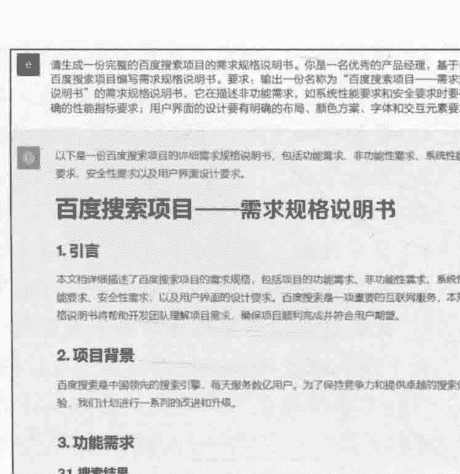 请生成一份完整的百度搜索项目的需求规格说明书。你是一名优秀的产品经理，基于
百度搜索项目编写需求规格说明书。要求：输出一份名称为“百度搜索项目——需求
说明书”的需求规格说明书，它在描述非功能需求，如系统性能要求和安全要求时要
确的性能指标要求；用户界面的设计要有明确的布局、颜色方案、字体和交互元素要
以下是一份百度搜索项目的详细需求规格说明书，包括功能需求、非功能性需求、系统性能
要求、安全性需求以及用户界面设计要求。
百度搜索项目——需求规格说明书
1. 引言
本文档详细描述了百度搜索项目的需求规格，包括项目的功能需求、非功能性需求、系统
能要求、安全性需求，以及用户界面的设计要求。百度搜索是一项重要的互联网服务，本
格说明书将帮助开发团队理解项目需求，确保项目顺利完成并符合用户期望。
2. 项目背景
百度搜索是中国领先的搜索引擎，每天服务数亿用户。为了保持竞争力和提供卓越的搜索
验，我们计划进行一系列的改进和升级。
3. 功能需求
3.1 搜索结果